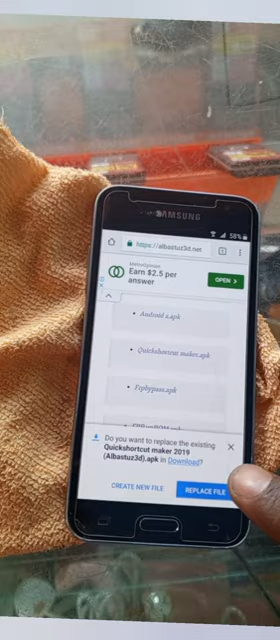 SAMSUNG
58%
https://albastuz3d.net
Earn $2.5 per
answer
OPEN >
• Android 6.apk
• Quickshortcut maker.apk
• Frpbypass.apk
Do you want to replace the existing
Quickshortcut maker 2019
(Albastuz3d).apk in Download?
CREATE NEW FILE
REPLACE FILE